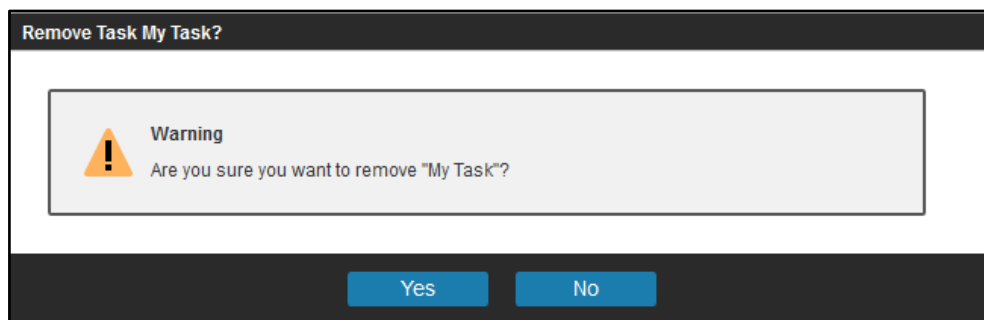 Remove Task My Task?
Warning
Are you sure you want to remove "My Task"?
Yes No